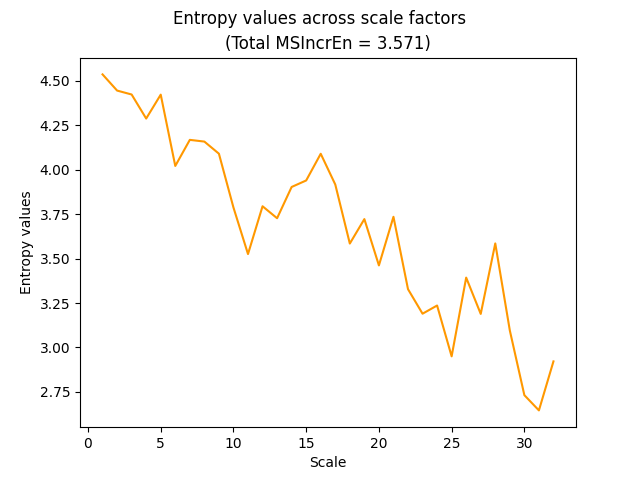 Entropy values across scale factors
(Total MSIncrEn = 3.571)
4.50
4.25
4.00
3.75
3.50
3.25
3.00
2.75
Entropy values
0 5 10 15 20 25 30
Scale